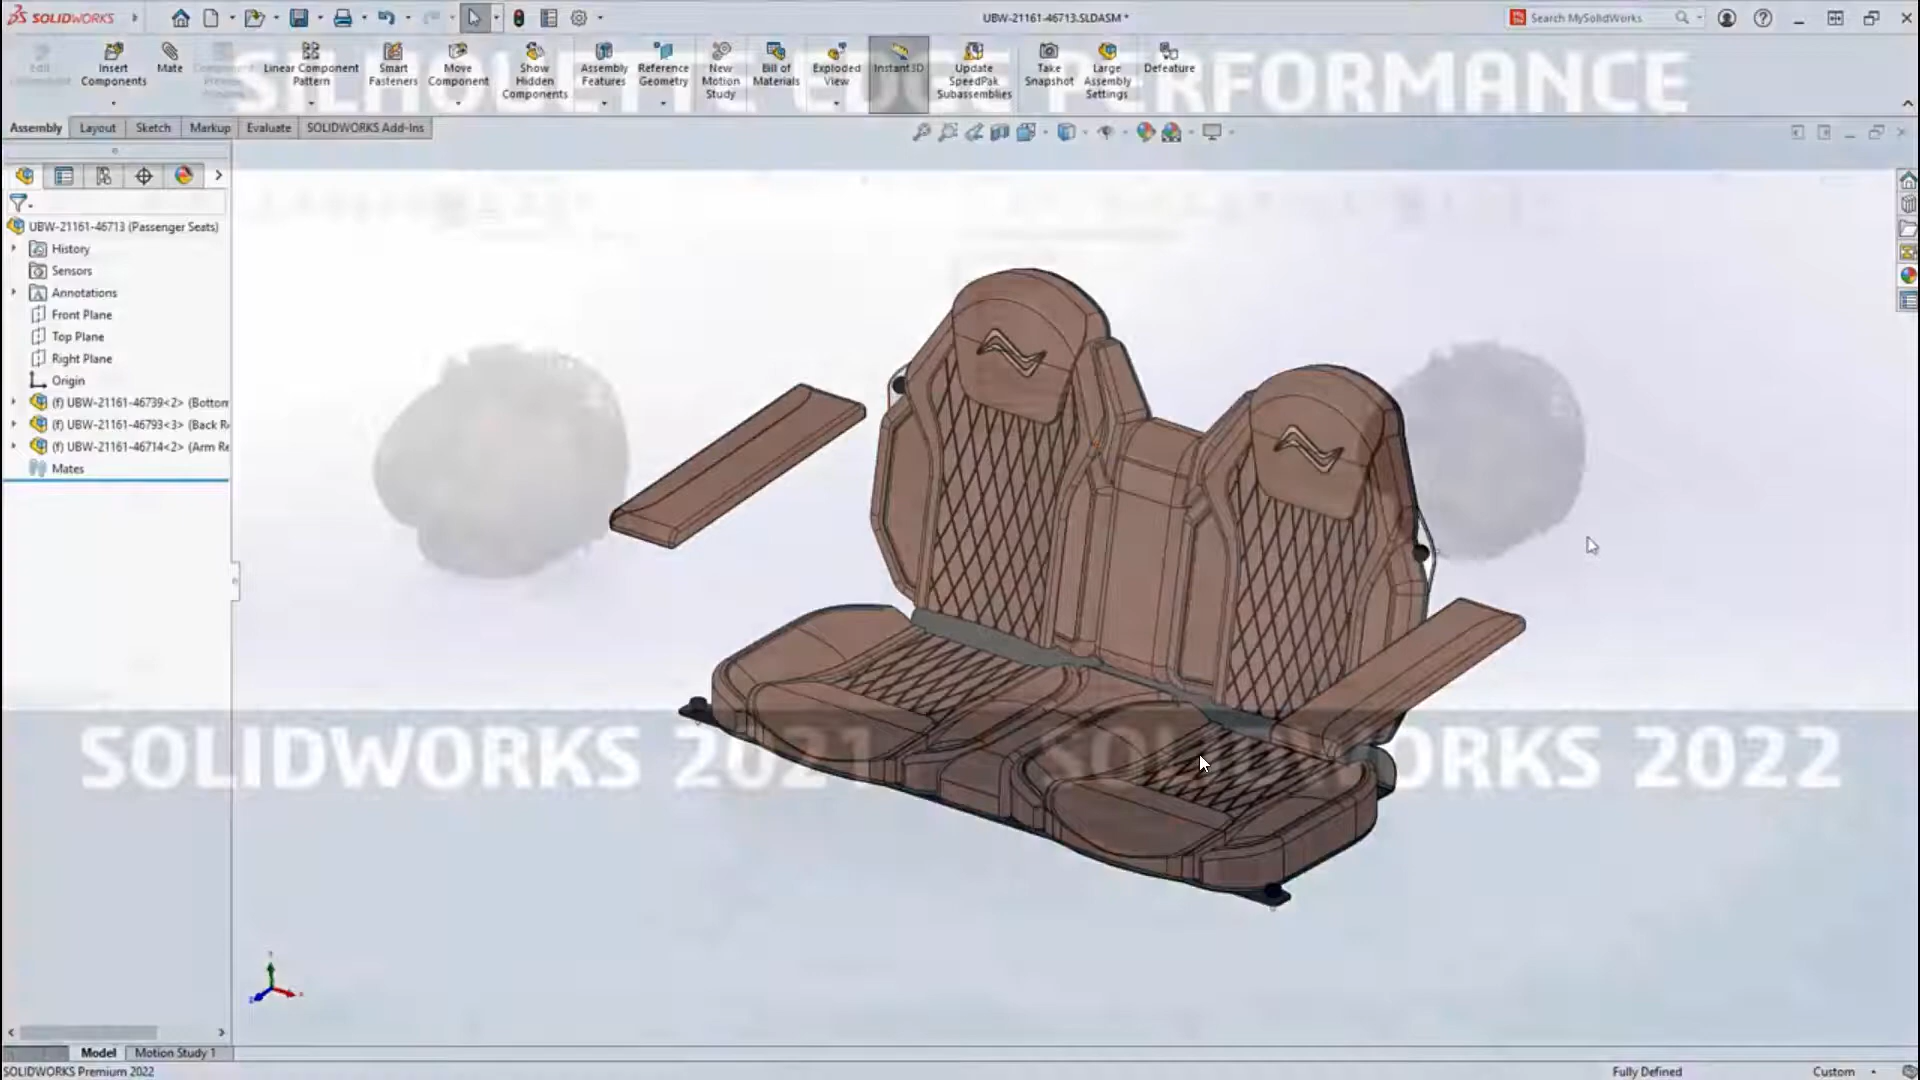 SOLIDWORKS
UBW-21161-46713.SLDASM *
Search MySolidWorks
SILHOUETTE EDGE PERFORMANCE
Insert Components
Mate
Linear Component Pattern
Smart Fasteners
Move Component
Show Hidden Components
Assembly Features
Reference Geometry
New Motion Study
Bill of Materials
Exploded View
Instant3D
Update SpeedPak Subassemblies
Take Snapshot
Large Assembly Settings
Defeature
Assembly
Layout
Sketch
Markup
Evaluate
SOLIDWORKS Add-Ins
UBW-21161-46713 (Passenger Seats)
History
Sensors
Annotations
Front Plane
Top Plane
Right Plane
Origin
(f) UBW-21161-46739<2> (Bottom
(f) UBW-21161-46793<3> (Back R
(f) UBW-21161-46714<2> (Arm Re
Mates
SOLIDWORKS 2021
SOLIDWORKS 2022
Model
Motion Study 1
SOLIDWORKS Premium 2022
Fully Defined
Custom